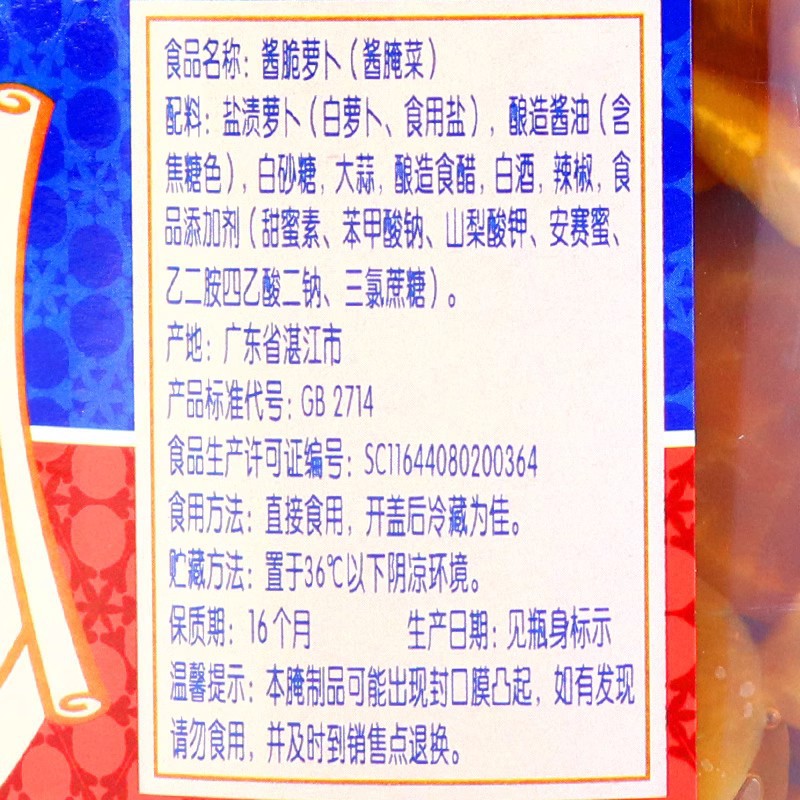 食品名称：酱脆萝卜（酱腌菜）
配料：盐渍萝卜（白萝卜、食用盐），酿造酱油（含
焦糖色），白砂糖，大蒜，酿造食醋，白酒，辣椒，食
品添加剂（甜蜜素、苯甲酸钠、山梨酸钾、安赛蜜、
乙二胺四乙酸二钠、三氯蔗糖）。
产地：广东省湛江市
产品标准代号：GB 2714
食品生产许可证编号：SC11644080200364
食用方法：直接食用，开盖后冷藏为佳。
贮藏方法：置于36℃以下阴凉环境。
保质期：16个月 生产日期：见瓶身标示
温馨提示：本腌制品可能出现封口膜凸起，如有发现
请勿食用，并及时到销售点退换。